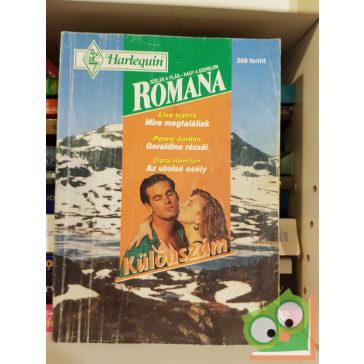 Harlequin
369 forint
SZÉLES A VILÁG - NAGY A SZERELEM
ROMANA
Lisa Harris
Mire megtalállak
Penny Jordan
Geraldine rózsái
Diana Hamilton
Az utolsó esély
Különszám